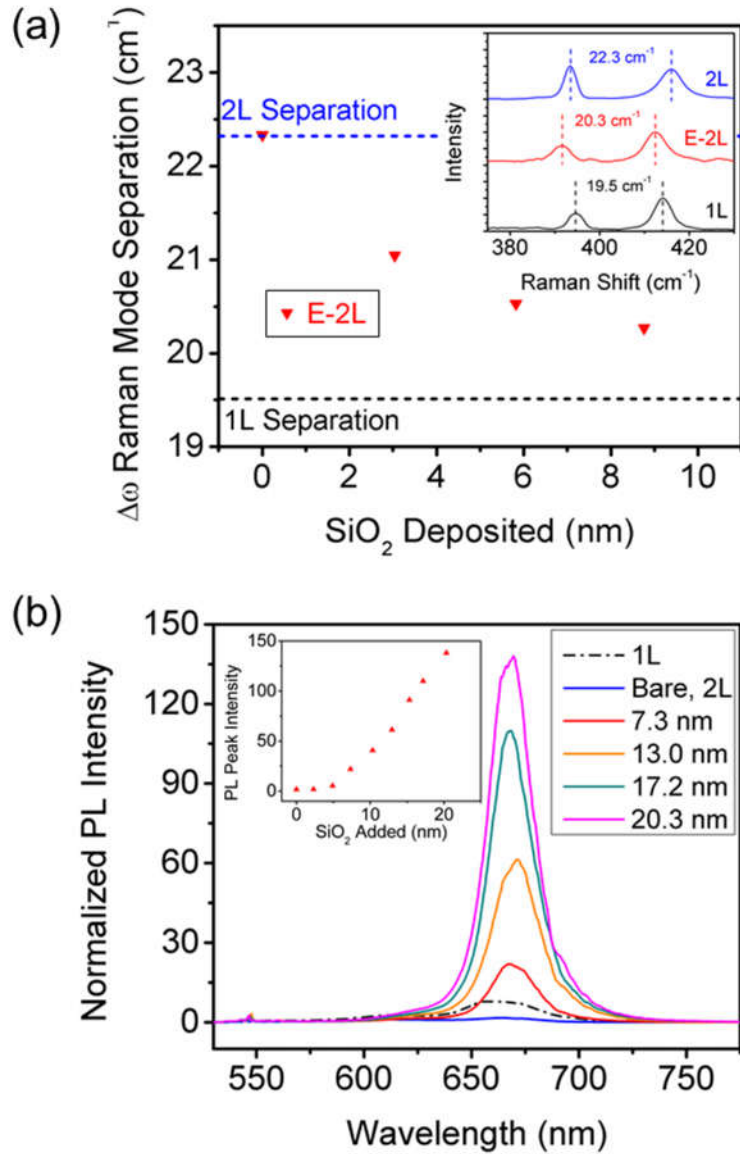 (a)
Δω Raman Mode Separation (cm⁻¹)
23
22
21
20
19
2L Separation
E-2L
1L Separation
0 2 4 6 8 10
SiO₂ Deposited (nm)
Intensity
22.3 cm⁻¹
2L
20.3 cm⁻¹
E-2L
19.5 cm⁻¹
1L
380 400 420
Raman Shift (cm⁻¹)
(b)
Normalized PL Intensity
150
120
90
60
30
0
PL Peak Intensity
150
100
50
0
0 10 20
SiO₂ Added (nm)
1L
Bare, 2L
7.3 nm
13.0 nm
17.2 nm
20.3 nm
550 600 650 700 750
Wavelength (nm)